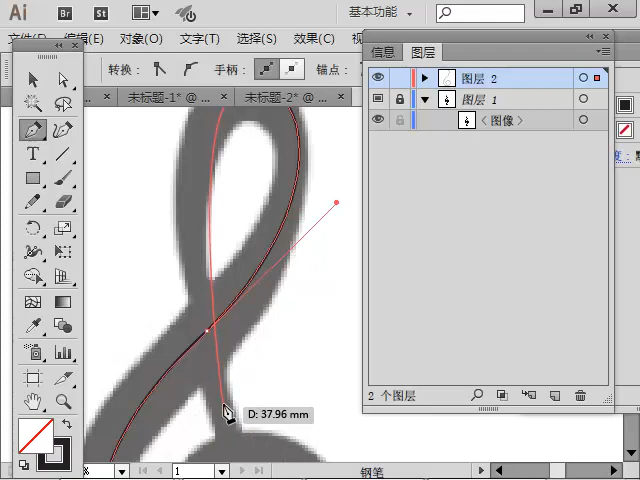 Ai Br St 基本功能
文件(F) 编辑(E) 对象(O) 文字(T) 选择(S) 效果(C)
转换： 手柄： 锚点：
未标题-1* @ ... × 未标题-2* @ ... ×
信息 图层
图层 2
图层 1
<图像>
D: 37.96 mm
2 个图层
% 1 钢笔